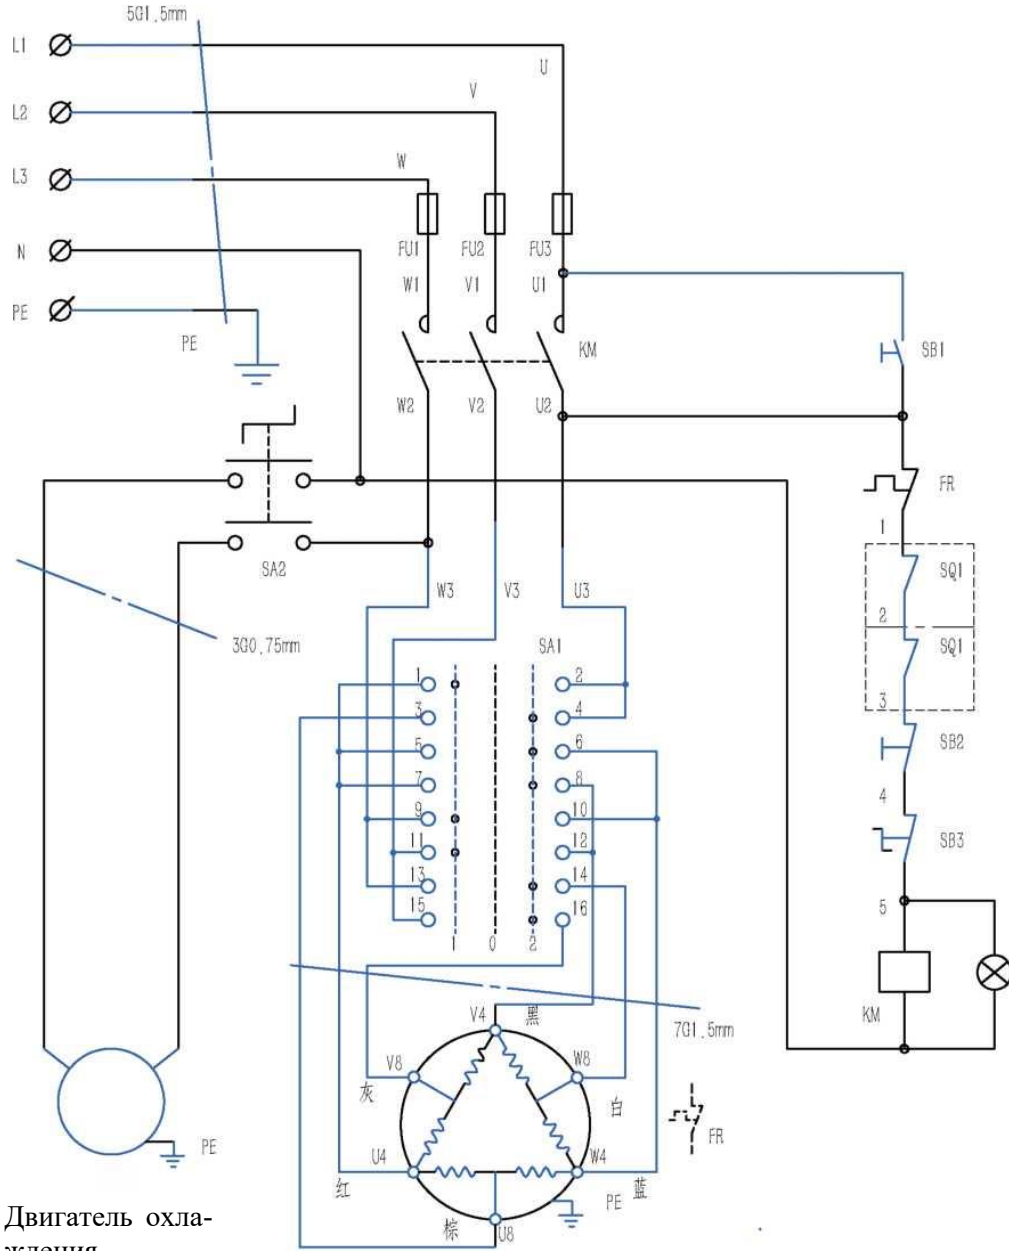 5G1,5mm
L1
U
L2
V
L3
W
N
FU1 FU2 FU3
W1 V1 U1
PE
PE
KM
SB1
W2 V2 U2
FR
1
SA2
SQ1
W3 V3 U3
2
3G0,75mm
SA1
SQ1
1 2
3 4
3
5 6
SB2
7 8
4
9 10
11 12
SB3
13 14
15 16
5
1 0 2
KM
V4 黑
7G1,5mm
V8 W8
灰 白
FR
PE
U4 W4
红 PE 蓝
棕 U8
Двигатель охла-
ждения